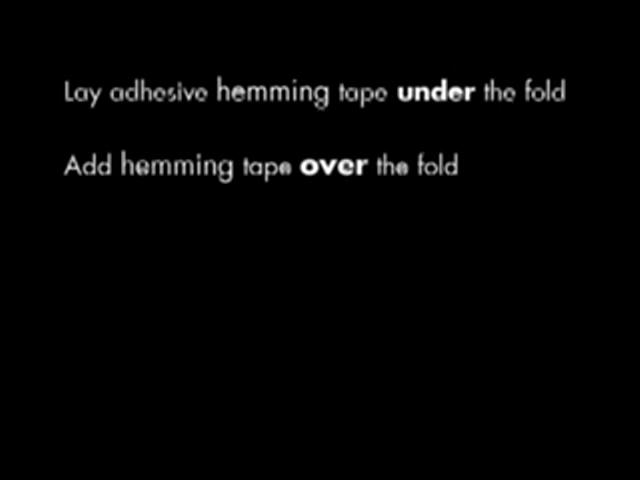 Lay adhesive hemming tape under the fold
Add hemming tape over the fold